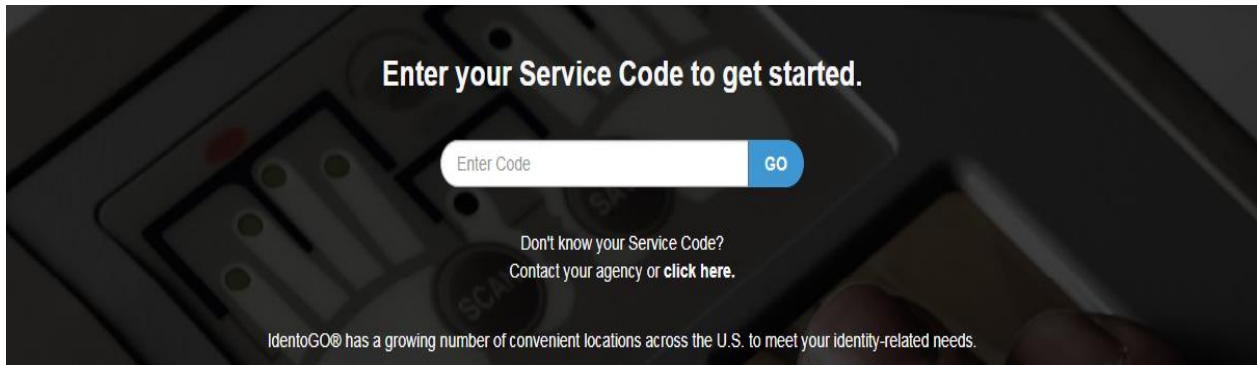 Enter your Service Code to get started.
Enter Code
GO
Don't know your Service Code?
Contact your agency or click here.
IdentoGO® has a growing number of convenient locations across the U.S. to meet your identity-related needs.